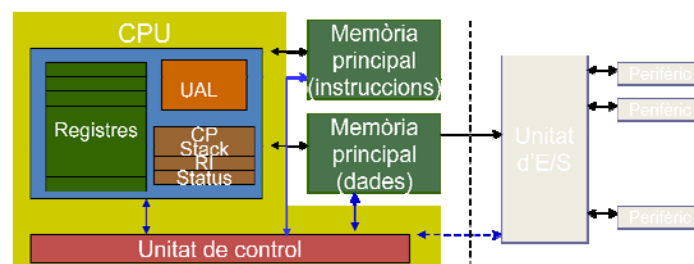 CPU
Registres
UAL
CP
Stack
RI
Status
Memòria
principal
(instruccions)
Memòria
principal
(dades)
Unitat de control
Unitat
d'E/S
Perifèric
Perifèric
Perifèric